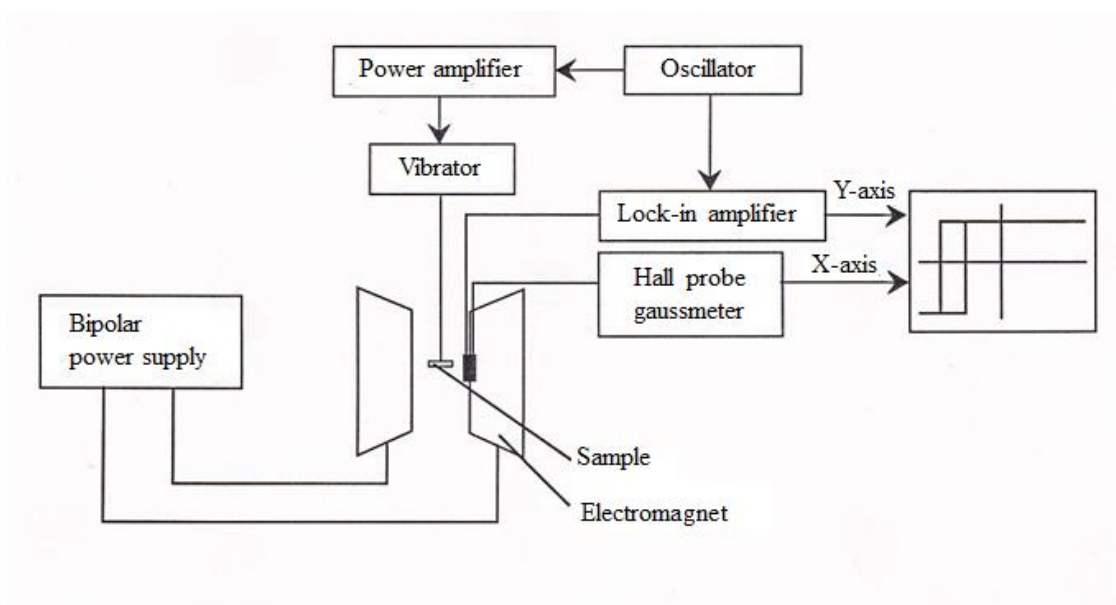 Power amplifier
Oscillator
Vibrator
Y-axis
Lock-in amplifier
X-axis
Hall probe
gaussmeter
Bipolar
power supply
Sample
Electromagnet